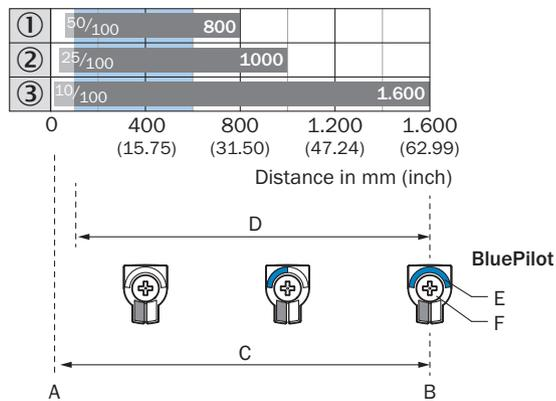 ① 50/100 800
② 25/100 1000
③ 10/100 1.600
0 400 800 1.200 1.600
(15.75) (31.50) (47.24) (62.99)
Distance in mm (inch)
D
BluePilot
E
F
C
A B